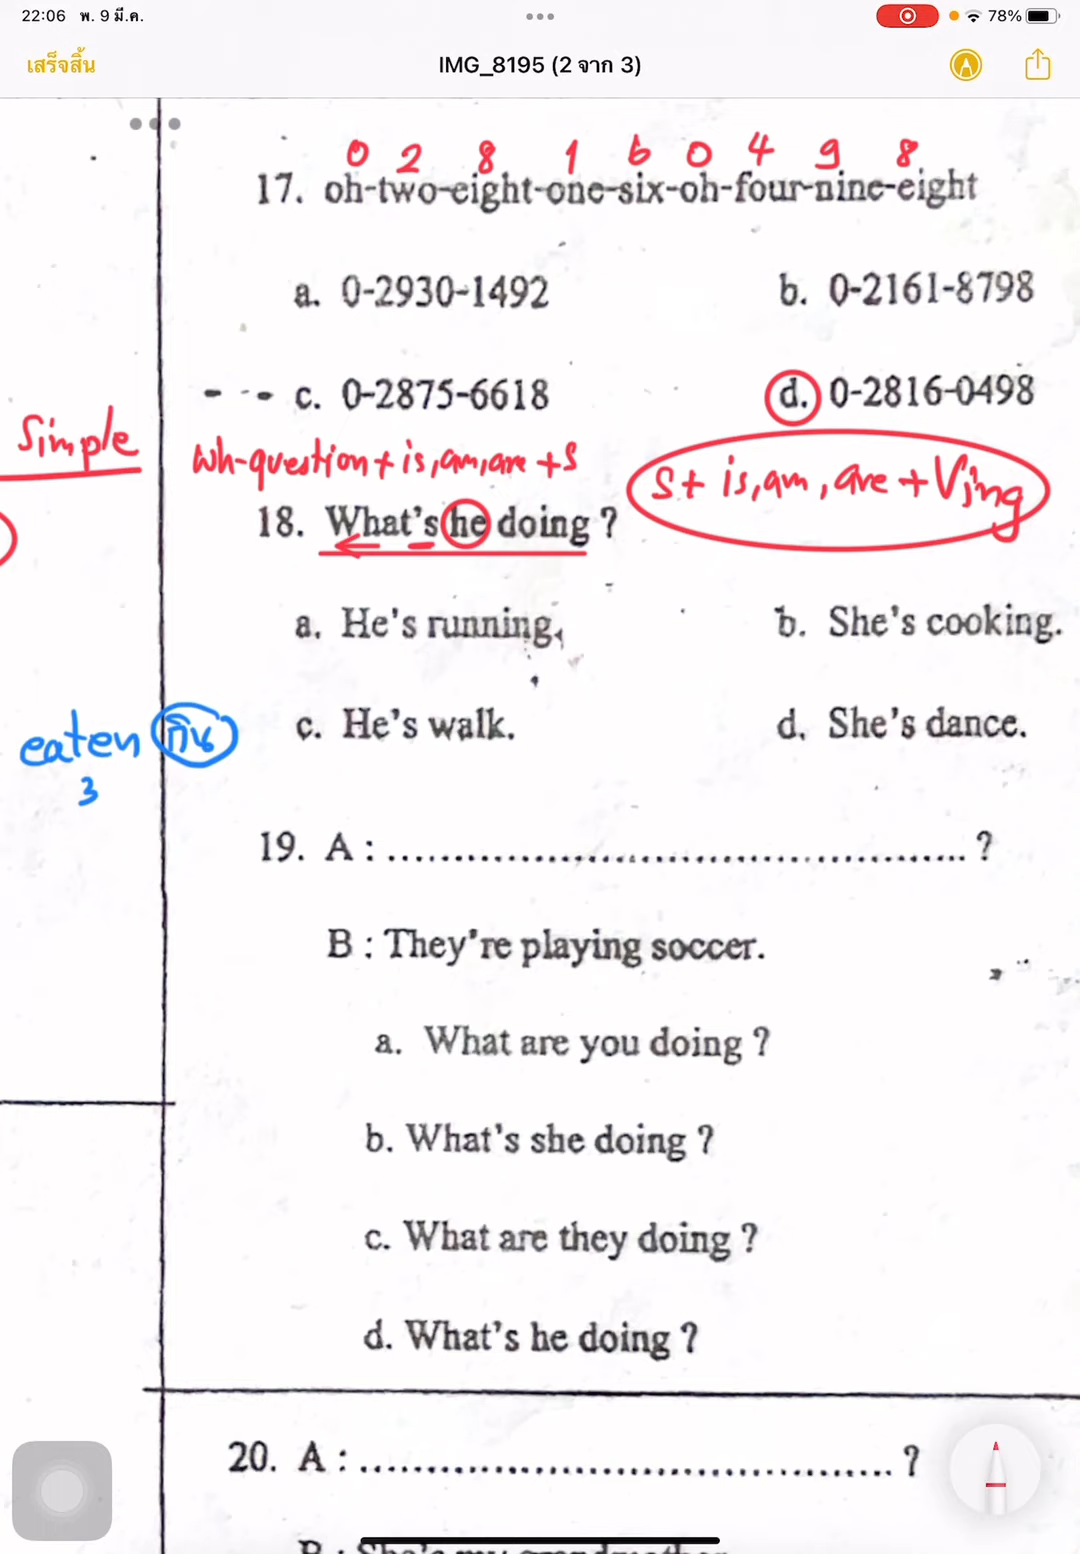 22:06 พ. 9 มี.ค.
78%
เสร็จสิ้น
IMG_8195 (2 จาก 3)
0 2 8 1 6 0 4 9 8
17. oh-two-eight-one-six-oh-four-nine-eight
a. 0-2930-1492
b. 0-2161-8798
c. 0-2875-6618
d. 0-2816-0498
Simple
Wh-question + is, am, are + S
S + is, am, are + Ving
18. What's he doing ?
a. He's running.
b. She's cooking.
c. He's walk.
d. She's dance.
eaten กิน
3
19. A : ................................................ ?
B : They're playing soccer.
a. What are you doing ?
b. What's she doing ?
c. What are they doing ?
d. What's he doing ?
20. A : ............................................ ?